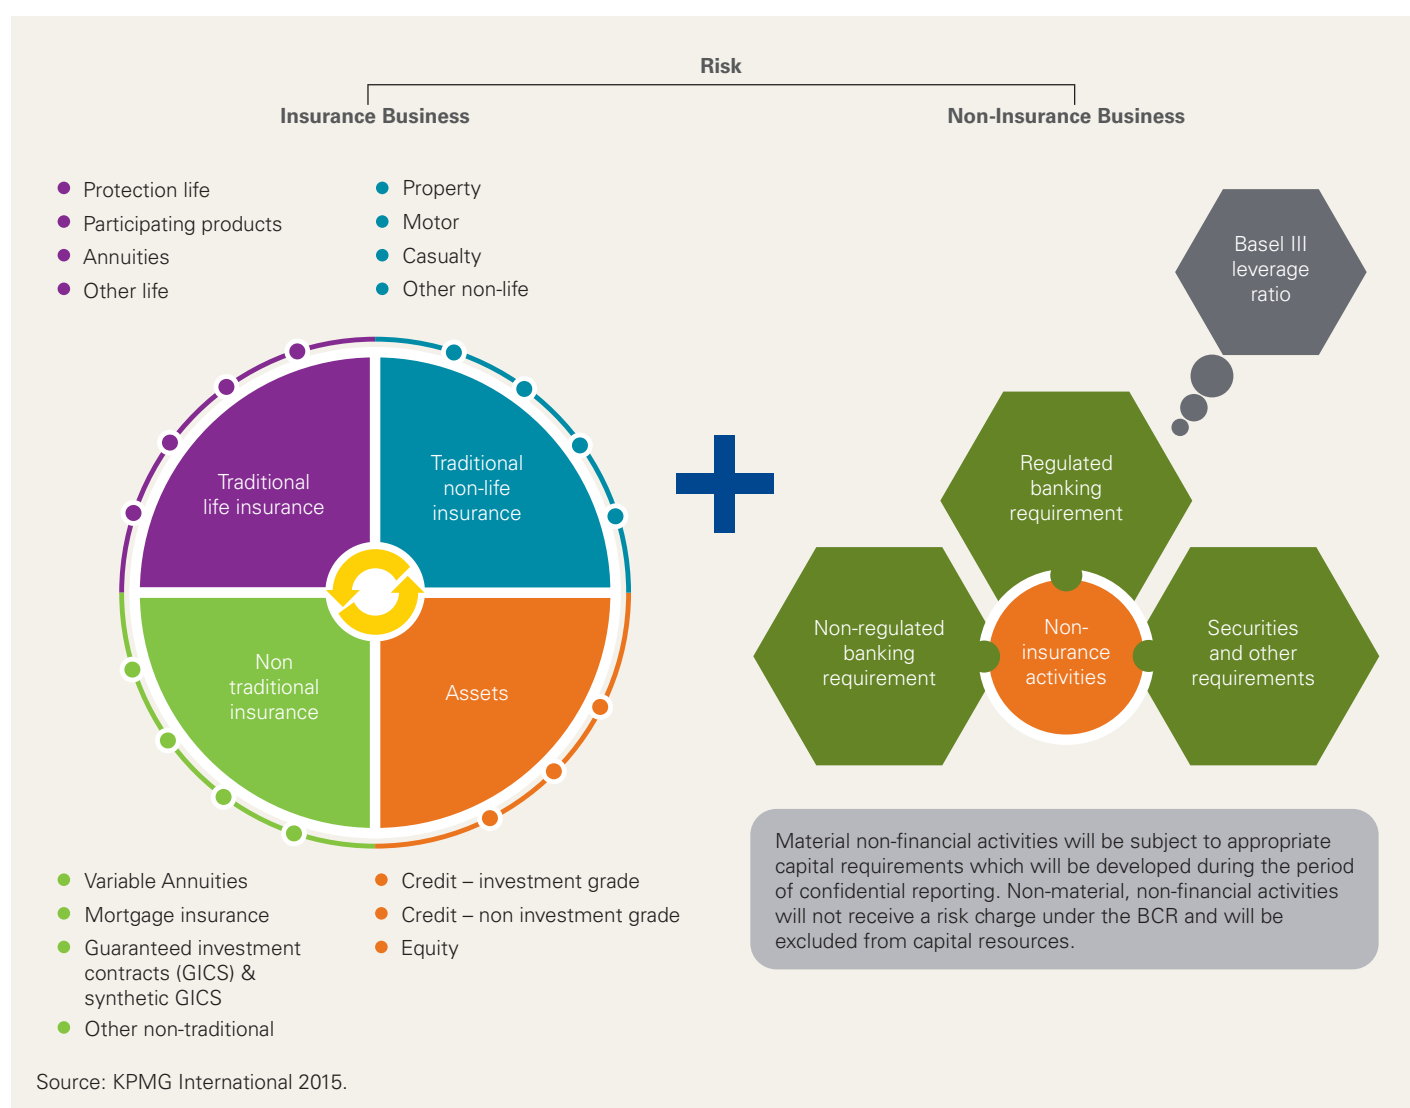 Risk
Insurance Business
Non-Insurance Business
Protection life
Participating products
Annuities
Other life
Property
Motor
Casualty
Other non-life
Traditional
life insurance
Traditional
non-life
insurance
Non
traditional
insurance
Assets
Variable Annuities
Mortgage insurance
Guaranteed investment
contracts (GICS) &
synthetic GICS
Other non-traditional
Credit – investment grade
Credit – non investment grade
Equity
Basel III
leverage
ratio
Regulated
banking
requirement
Non-regulated
banking
requirement
Non-
insurance
activities
Securities
and other
requirements
Material non-financial activities will be subject to appropriate
capital requirements which will be developed during the period
of confidential reporting. Non-material, non-financial activities
will not receive a risk charge under the BCR and will be
excluded from capital resources.
Source: KPMG International 2015.